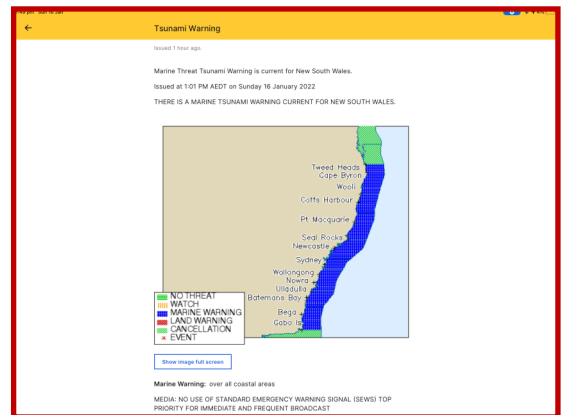 Sun 16 Jan
Tsunami Warning
Issued 1 hour ago.
Marine Threat Tsunami Warning is current for New South Wales.
Issued at 1:01 PM AEDT on Sunday 16 January 2022
THERE IS A MARINE TSUNAMI WARNING CURRENT FOR NEW SOUTH WALES.
Tweed Heads
Cape Byron
Wooli
Coffs Harbour
Pt Macquarie
Seal Rocks
Newcastle
Sydney
Wollongong
Nowra
Ulladulla
Batemans Bay
Bega
Gabo Is
NO THREAT
WATCH
MARINE WARNING
LAND WARNING
CANCELLATION
EVENT
Show image full screen
Marine Warning: over all coastal areas
MEDIA: NO USE OF STANDARD EMERGENCY WARNING SIGNAL (SEWS) TOP
PRIORITY FOR IMMEDIATE AND FREQUENT BROADCAST